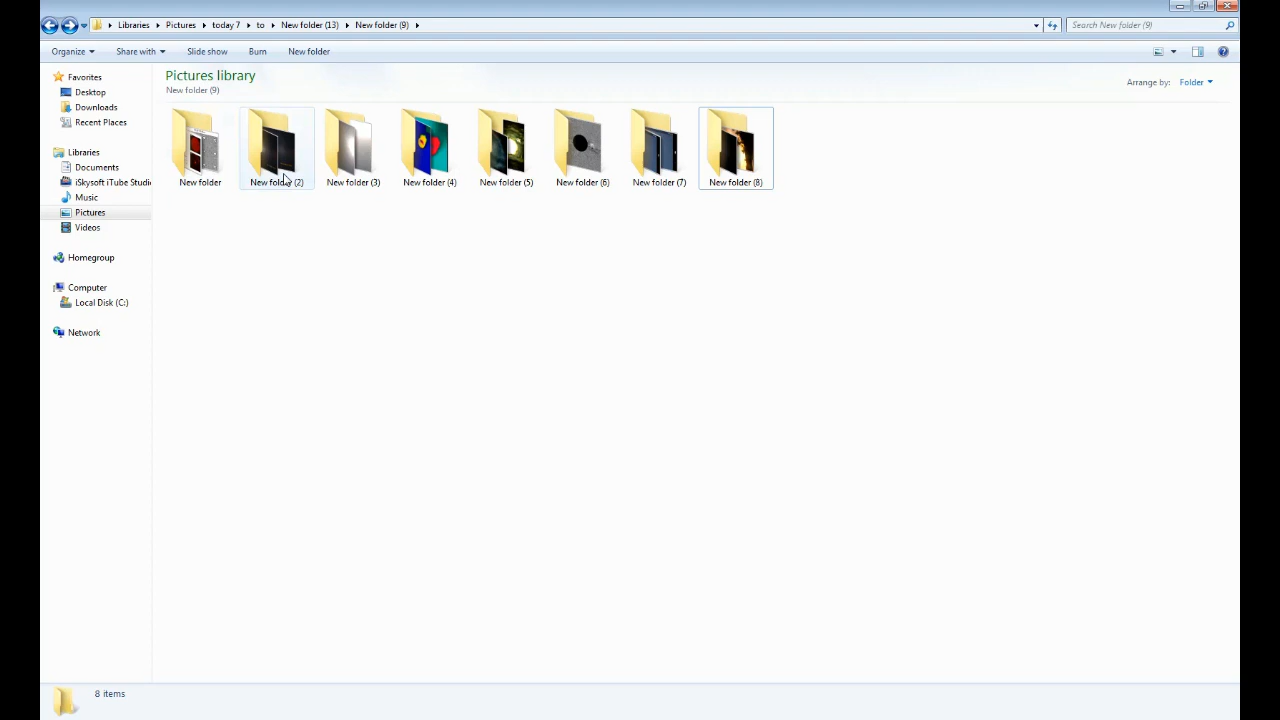 Libraries Pictures today 7 to New folder (13) New folder (9) Search New folder (9)
Organize Share with Slide show Burn New folder
Favorites
Desktop
Downloads
Recent Places
Libraries
Documents
iSkysoft iTube Studi
Music
Pictures
Videos
Homegroup
Computer
Local Disk (C:)
Network
Pictures library
New folder (9)
Arrange by: Folder
New folder New folder (2) New folder (3) New folder (4) New folder (5) New folder (6) New folder (7) New folder (8)
8 items